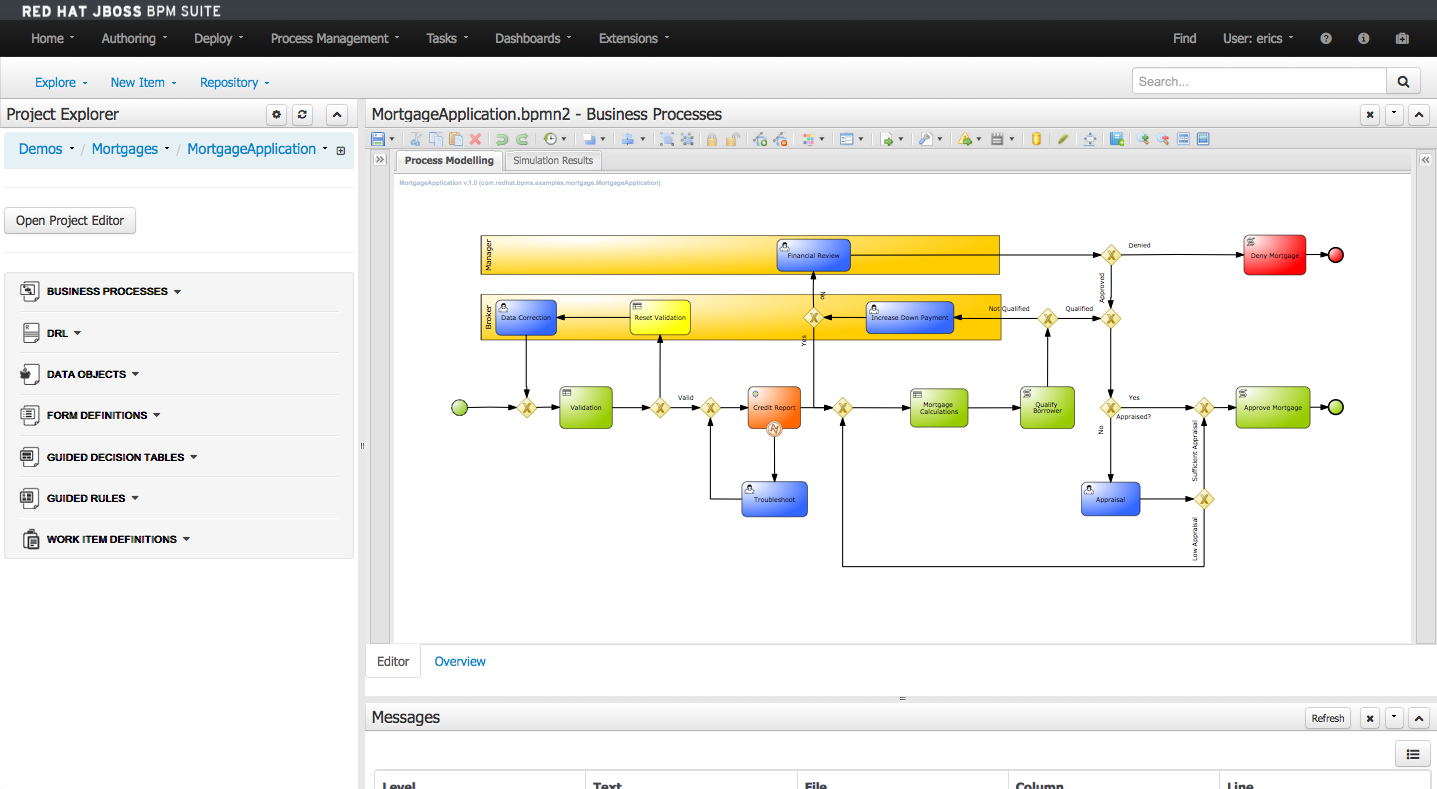 RED HAT JBOSS BPM SUITE
Home Authoring Deploy Process Management Tasks Dashboards Extensions Find User: erics
Explore New Item Repository Search...
Project Explorer
Demos / Mortgages / MortgageApplication
Open Project Editor
BUSINESS PROCESSES
DRL
DATA OBJECTS
FORM DEFINITIONS
GUIDED DECISION TABLES
GUIDED RULES
WORK ITEM DEFINITIONS
MortgageApplication.bpmn2 - Business Processes
Process Modelling Simulation Results
MortgageApplication v.1.0 (com.redhat.bpms.examples.mortgage.MortgageApplication)
Manager
Financial Review
Denied
Deny Mortgage
Approved
No
Broker
Data Correction
Reset Validation
Increase Down Payment
Not Qualified
Qualified
Yes
Validation
Valid
Credit Report
Mortgage
Calculations
Qualify
Borrower
Yes
Appraised?
Approve Mortgage
No
Sufficient Appraisal
Troubleshoot
Appraisal
Low Appraisal
Editor Overview
Messages
Refresh
Level Text File Column Line